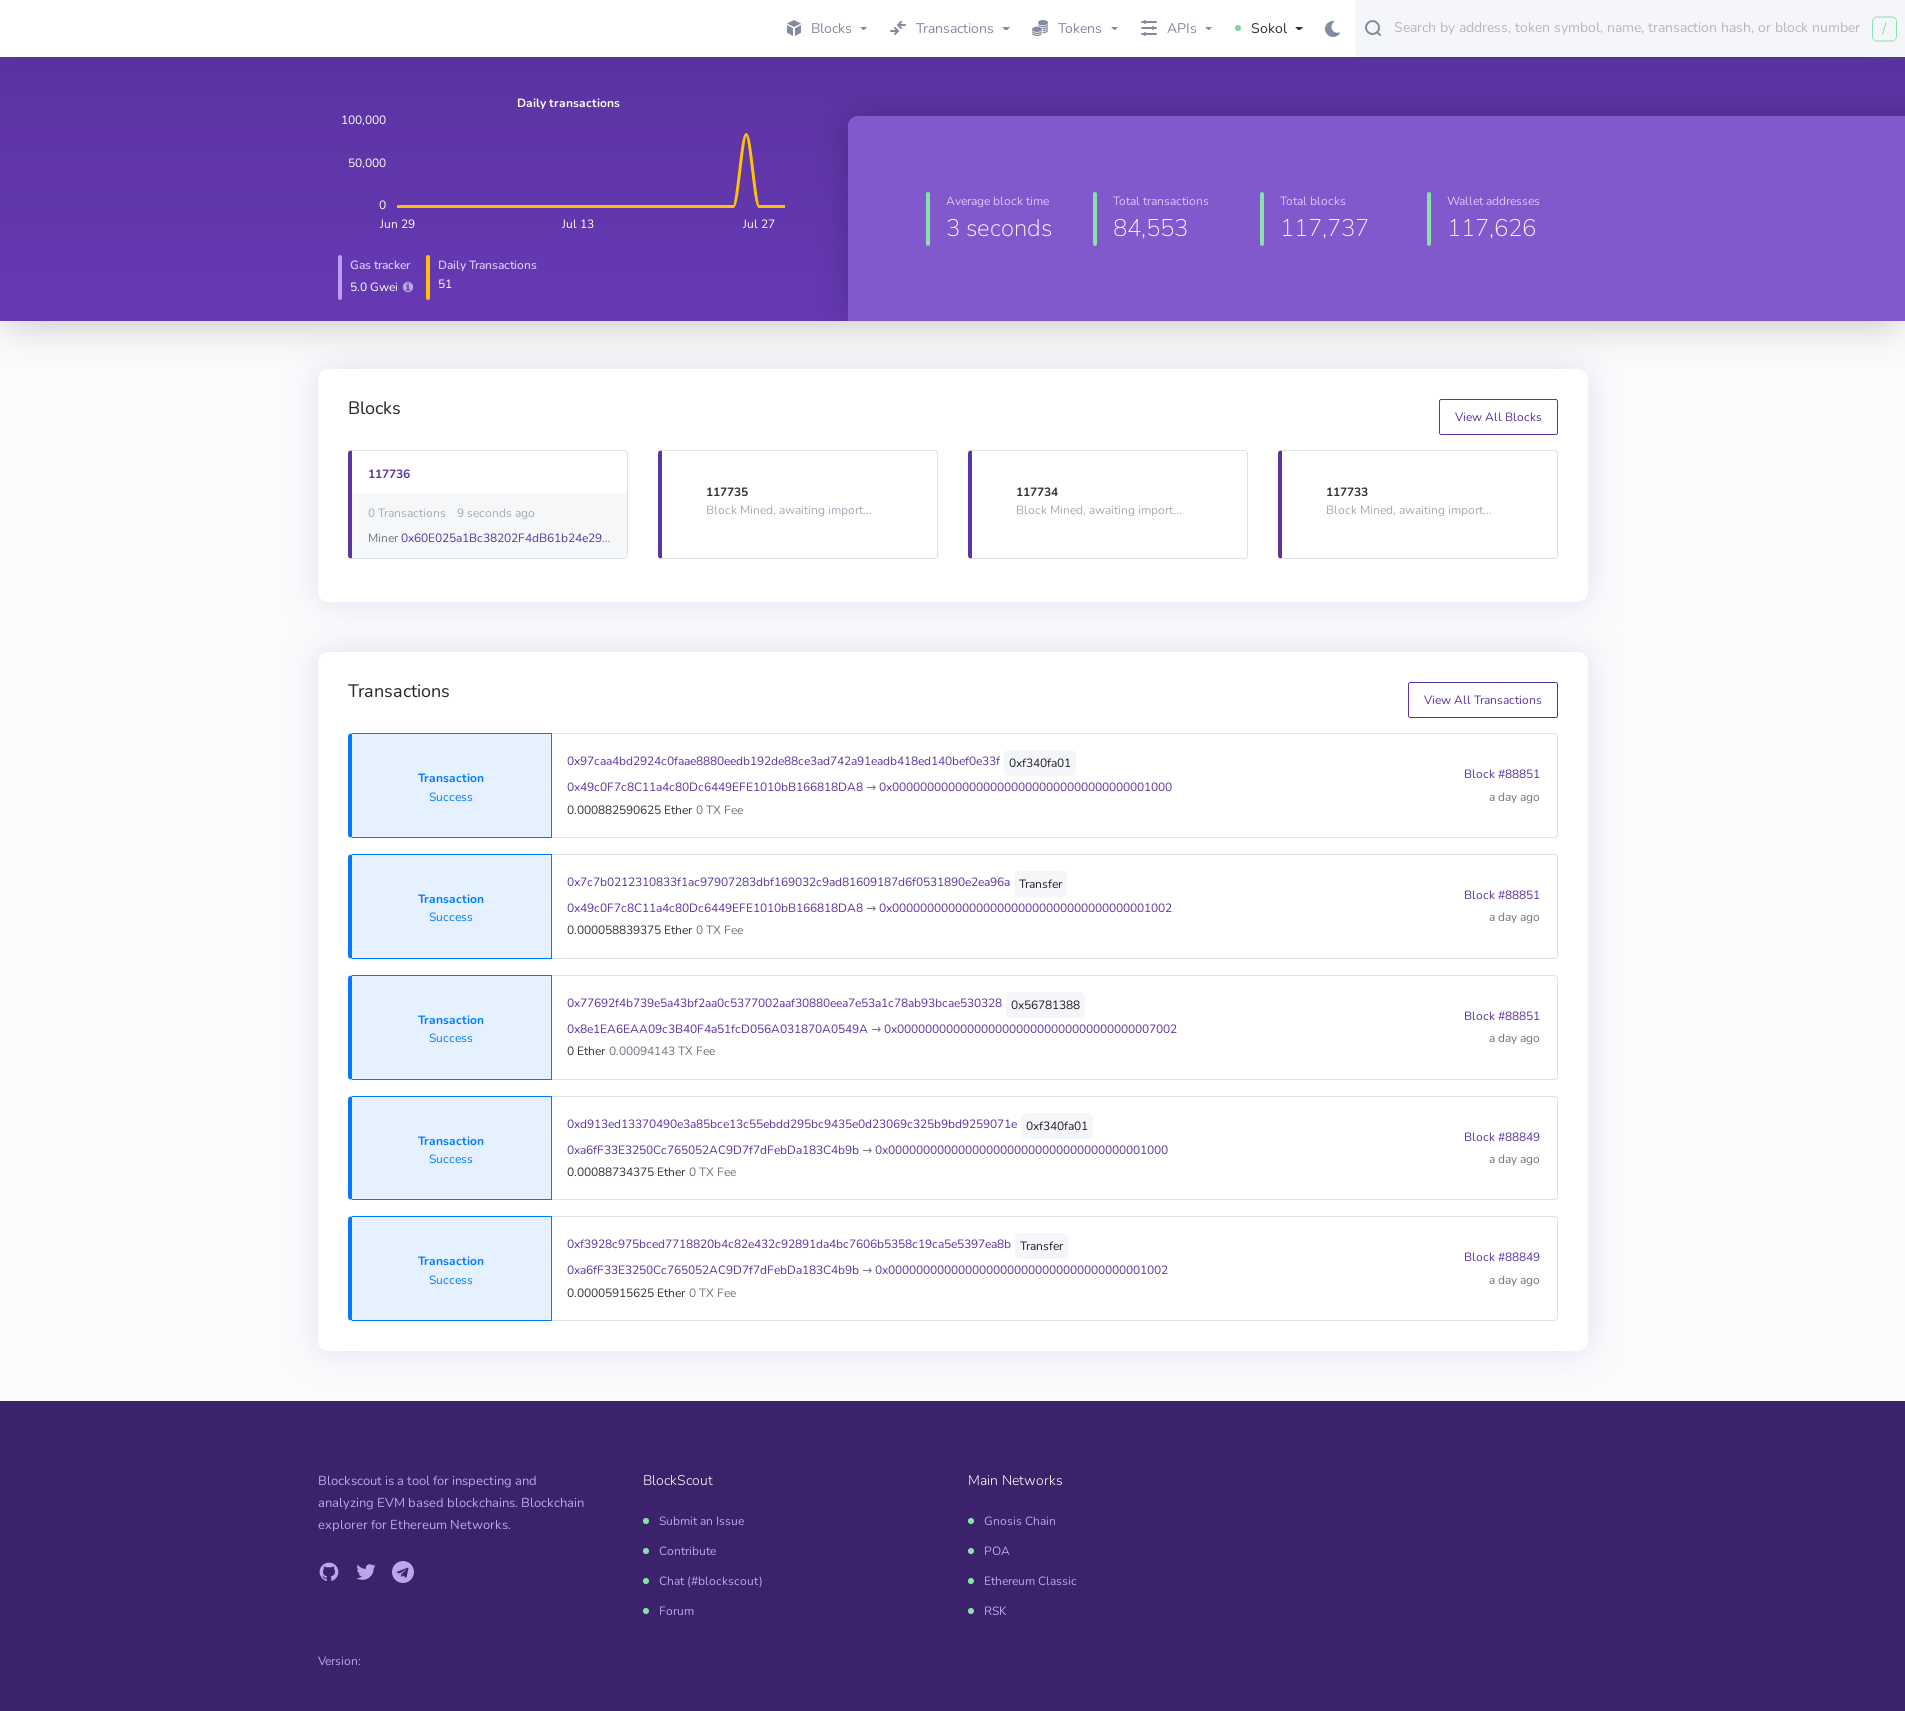 Blocks
Transactions
Tokens
APIs
Sokol
Search by address, token symbol, name, transaction hash, or block number
/
Daily transactions
100,000
50,000
0
Jun 29
Jul 13
Jul 27
Gas tracker
5.0 Gwei
Daily Transactions
51
Average block time
3 seconds
Total transactions
84,553
Total blocks
117,737
Wallet addresses
117,626
Blocks
View All Blocks
117736
0 Transactions 9 seconds ago
Miner 0x60E025a1Bc38202F4dB61b24e29...
117735
Block Mined, awaiting import...
117734
Block Mined, awaiting import...
117733
Block Mined, awaiting import...
Transactions
View All Transactions
Transaction
Success
0x97caa4bd2924c0faae8880eedb192de88ce3ad742a91eadb418ed140bef0e33f 0xf340fa01
0x49c0F7c8C11a4c80Dc6449EFE1010bB166818DA8 → 0x0000000000000000000000000000000000001000
0.000882590625 Ether 0 TX Fee
Block #88851
a day ago
Transaction
Success
0x7c7b0212310833f1ac97907283dbf169032c9ad81609187d6f0531890e2ea96a Transfer
0x49c0F7c8C11a4c80Dc6449EFE1010bB166818DA8 → 0x0000000000000000000000000000000000001002
0.000058839375 Ether 0 TX Fee
Block #88851
a day ago
Transaction
Success
0x77692f4b739e5a43bf2aa0c5377002aaf30880eea7e53a1c78ab93bcae530328 0x56781388
0x8e1EA6EAA09c3B40F4a51fcD056A031870A0549A → 0x0000000000000000000000000000000000007002
0 Ether 0.00094143 TX Fee
Block #88851
a day ago
Transaction
Success
0xd913ed13370490e3a85bce13c55ebdd295bc9435e0d23069c325b9bd9259071e 0xf340fa01
0xa6fF33E3250Cc765052AC9D7f7dFebDa183C4b9b → 0x0000000000000000000000000000000000001000
0.00088734375 Ether 0 TX Fee
Block #88849
a day ago
Transaction
Success
0xf3928c975bced7718820b4c82e432c92891da4bc7606b5358c19ca5e5397ea8b Transfer
0xa6fF33E3250Cc765052AC9D7f7dFebDa183C4b9b → 0x0000000000000000000000000000000000001002
0.00005915625 Ether 0 TX Fee
Block #88849
a day ago
Blockscout is a tool for inspecting and
analyzing EVM based blockchains. Blockchain
explorer for Ethereum Networks.
BlockScout
Submit an Issue
Contribute
Chat (#blockscout)
Forum
Main Networks
Gnosis Chain
POA
Ethereum Classic
RSK
Version: